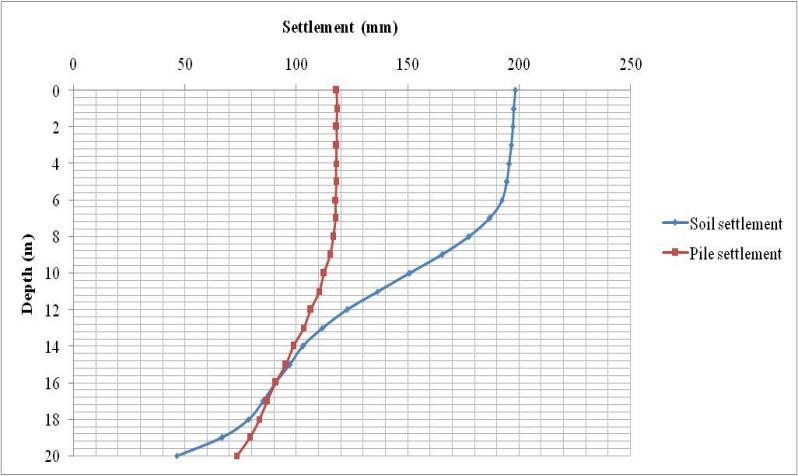 Settlement (mm)
0 50 100 150 200 250
0
2
4
6
8
10
12
14
16
18
20
Depth (m)
Soil settlement
Pile settlement